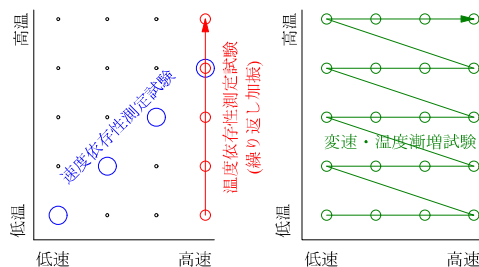 高温
低温
低速
高速
速度依存性測定試験
温度依存性測定試験
(繰り返し加振)
高温
低温
低速
高速
変速・温度漸増試験